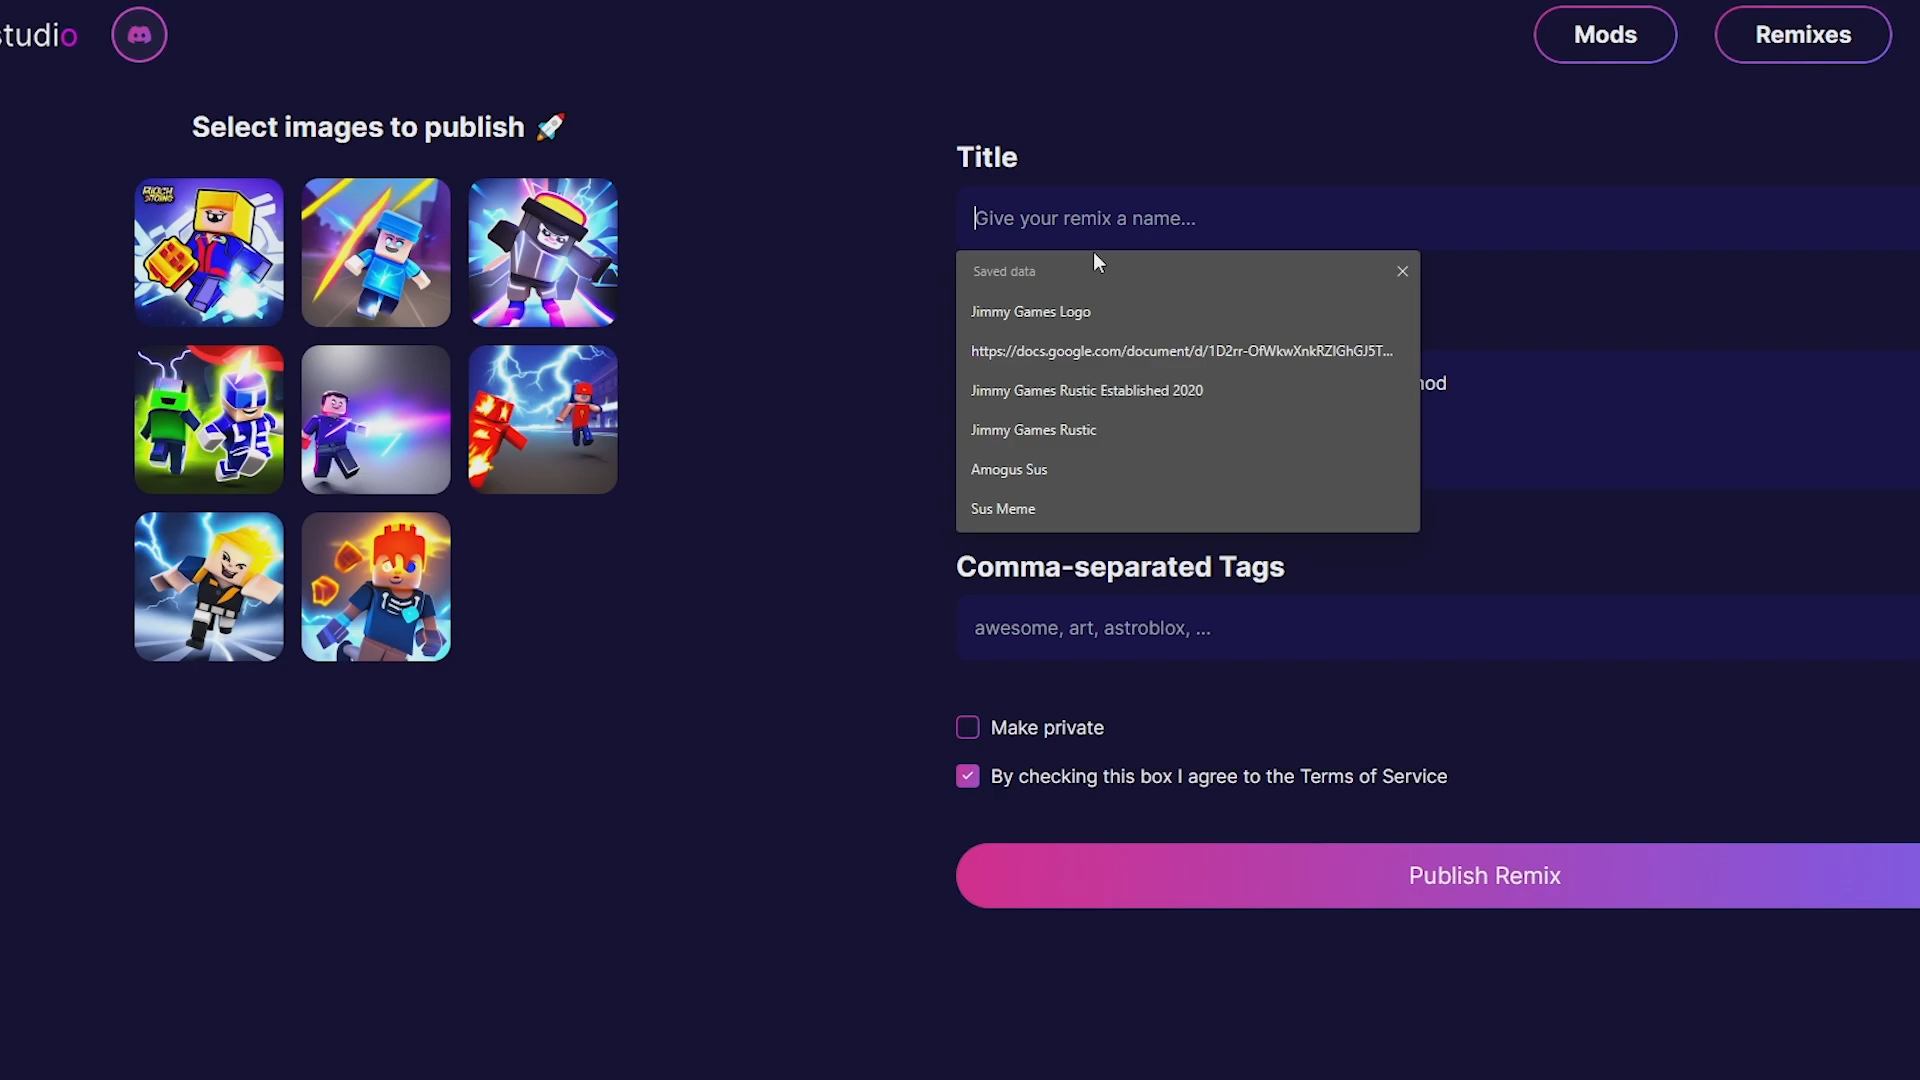 studio
Mods
Remixes
Select images to publish 🚀
Title
Give your remix a name...
Saved data
Jimmy Games Logo
https://docs.google.com/document/d/1D2rr-OfWkwXnkRZIGhGJ5T...
Jimmy Games Rustic Established 2020
Jimmy Games Rustic
Amogus Sus
Sus Meme
Comma-separated Tags
awesome, art, astroblox, ...
Make private
By checking this box I agree to the Terms of Service
Publish Remix